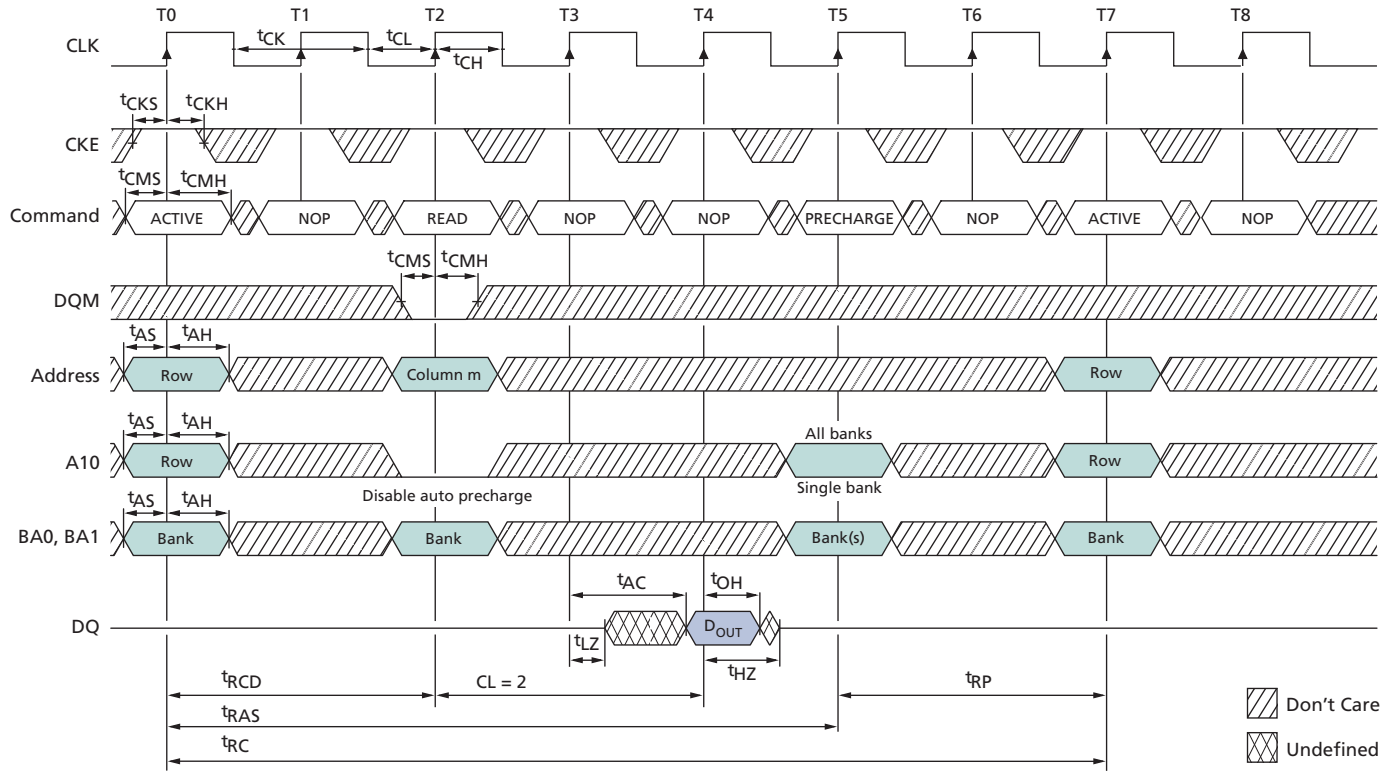 T0 T1 T2 T3 T4 T5 T6 T7 T8
CLK
tCK tCL
tCH
tCKS tCKH
CKE
tCMS tCMH
Command ACTIVE NOP READ NOP NOP PRECHARGE NOP ACTIVE NOP
tCMS tCMH
DQM
tAS tAH
Address Row Column m Row
tAS tAH
All banks
A10 Row Row
Disable auto precharge Single bank
tAS tAH
BA0, BA1 Bank Bank Bank(s) Bank
tAC tOH
DQ DOUT
tLZ
tHZ
tRCD CL = 2 tRP
tRAS
tRC
Don't Care
Undefined